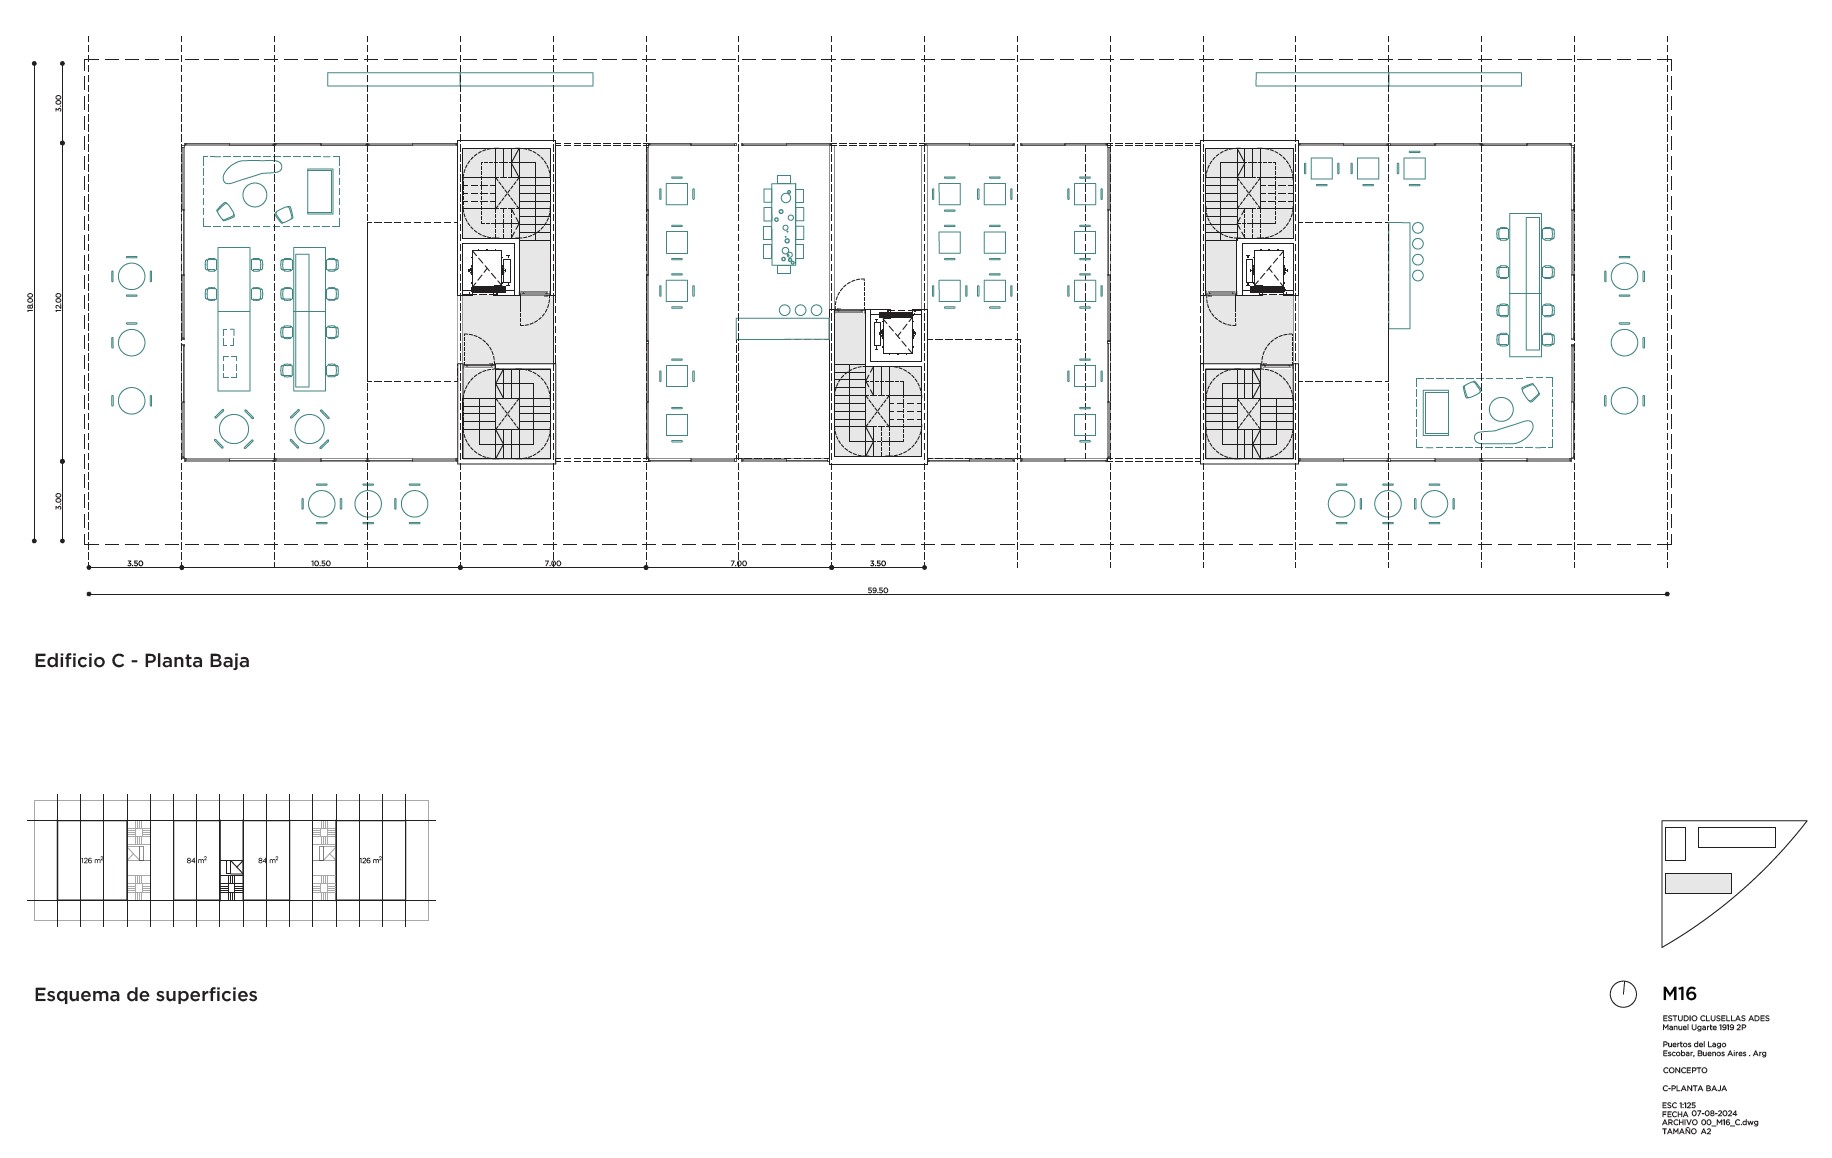 3.00
18.00
12.00
3.00
3.50
10.50
7.00
7.00
3.50
59.50
Edificio C - Planta Baja
126 m²
84 m²
84 m²
126 m²
Esquema de superficies
M16
ESTUDIO CLUSELLAS ADES
Manuel Ugarte 1919 2P
Puertos del Lago
Escobar, Buenos Aires . Arg
CONCEPTO
C-PLANTA BAJA
ESC 1:125
FECHA 07-08-2024
ARCHIVO 00_M16_C.dwg
TAMAÑO A2